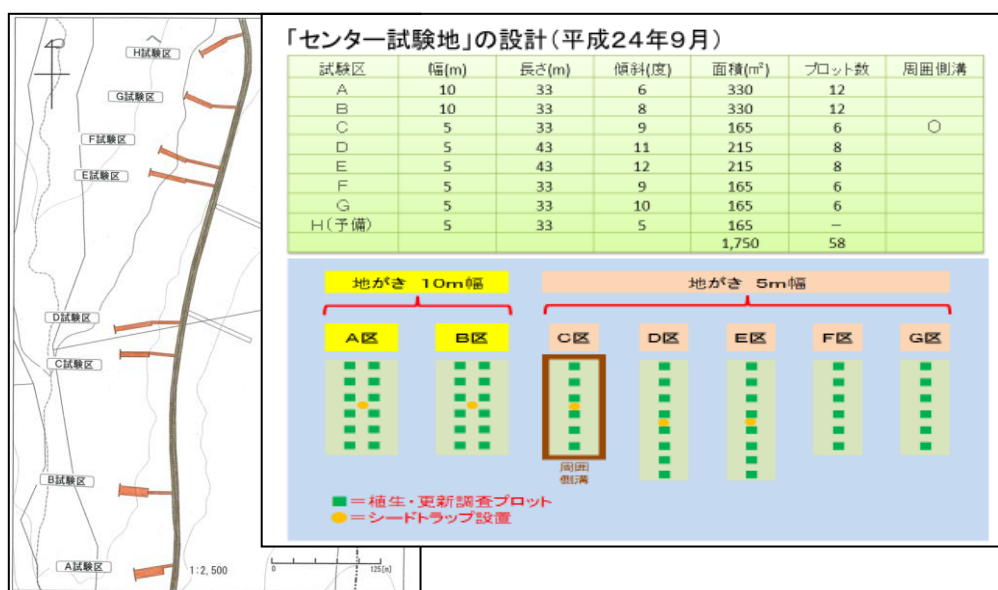 H試験区
G試験区
F試験区
E試験区
D試験区
C試験区
B試験区
A試験区
1:2,500
0 125[m]
「センター試験地」の設計(平成24年9月)
試験区 幅(m) 長さ(m) 傾斜(度) 面積(㎡) プロット数 周囲側溝
A 10 33 6 330 12
B 10 33 8 330 12
C 5 33 9 165 6 ○
D 5 43 11 215 8
E 5 43 12 215 8
F 5 33 9 165 6
G 5 33 10 165 6
H(予備) 5 33 5 165 −
1,750 58
地がき 10m幅 地がき 5m幅
A区 B区 C区 D区 E区 F区 G区
周囲
側溝
=植生・更新調査プロット
=シードトラップ設置